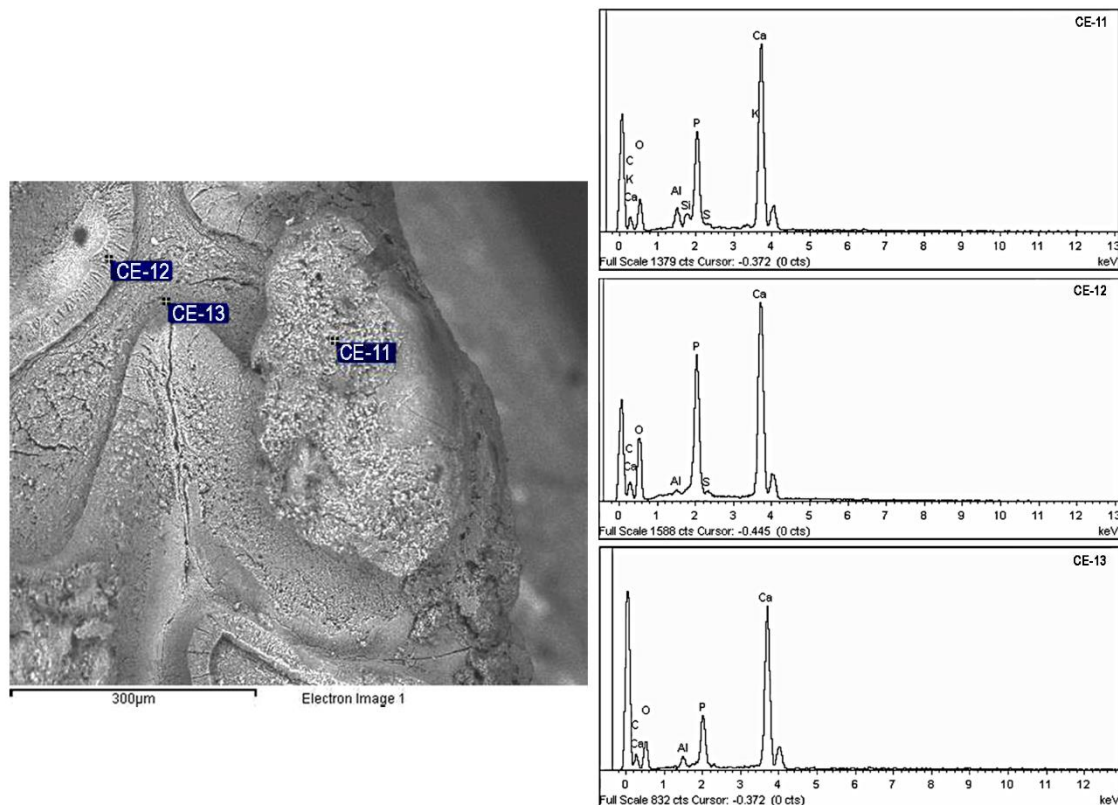 CE-12
CE-13
CE-11
300µm
Electron Image 1
CE-11
Ca
K
P
O
C
K
Ca
Al
Si
S
0 1 2 3 4 5 6 7 8 9 10 11 12 13
Full Scale 1379 cts Cursor: -0.372 (0 cts)
keV
CE-12
Ca
P
O
C
Ca
Al
S
0 1 2 3 4 5 6 7 8 9 10 11 12 13
Full Scale 1588 cts Cursor: -0.445 (0 cts)
keV
CE-13
Ca
O
P
C
Ca
Al
0 1 2 3 4 5 6 7 8 9 10 11 12 13
Full Scale 832 cts Cursor: -0.372 (0 cts)
keV